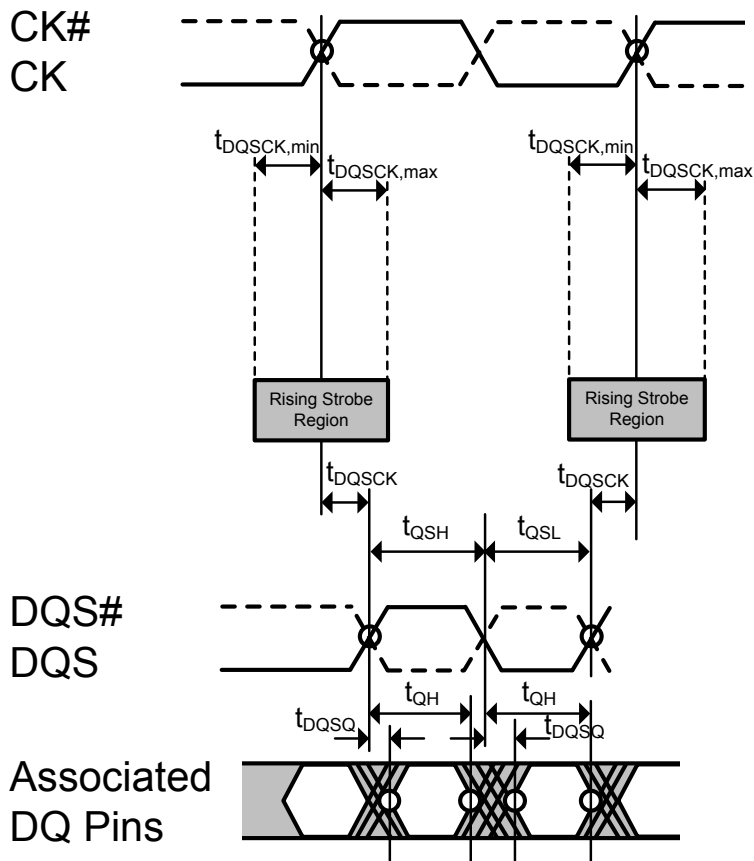 CK#
CK
tDQSCK,min
tDQSCK,max
tDQSCK,min
tDQSCK,max
Rising Strobe
Region
Rising Strobe
Region
tDQSCK
tDQSCK
tQSH
tQSL
DQS#
DQS
tQH
tQH
tDQSQ
tDQSQ
Associated
DQ Pins